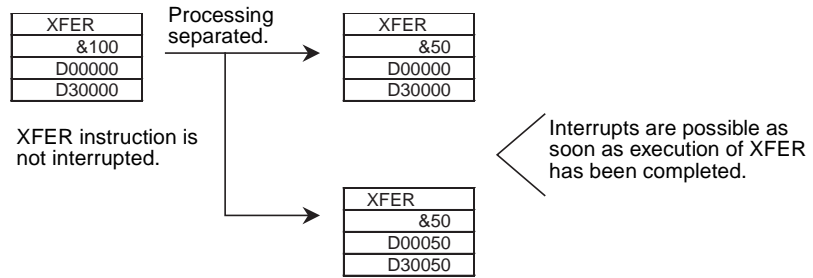 XFER
&100
D00000
D30000
Processing
separated.
XFER
&50
D00000
D30000
XFER instruction is
not interrupted.
Interrupts are possible as
soon as execution of XFER
has been completed.
XFER
&50
D00050
D30050